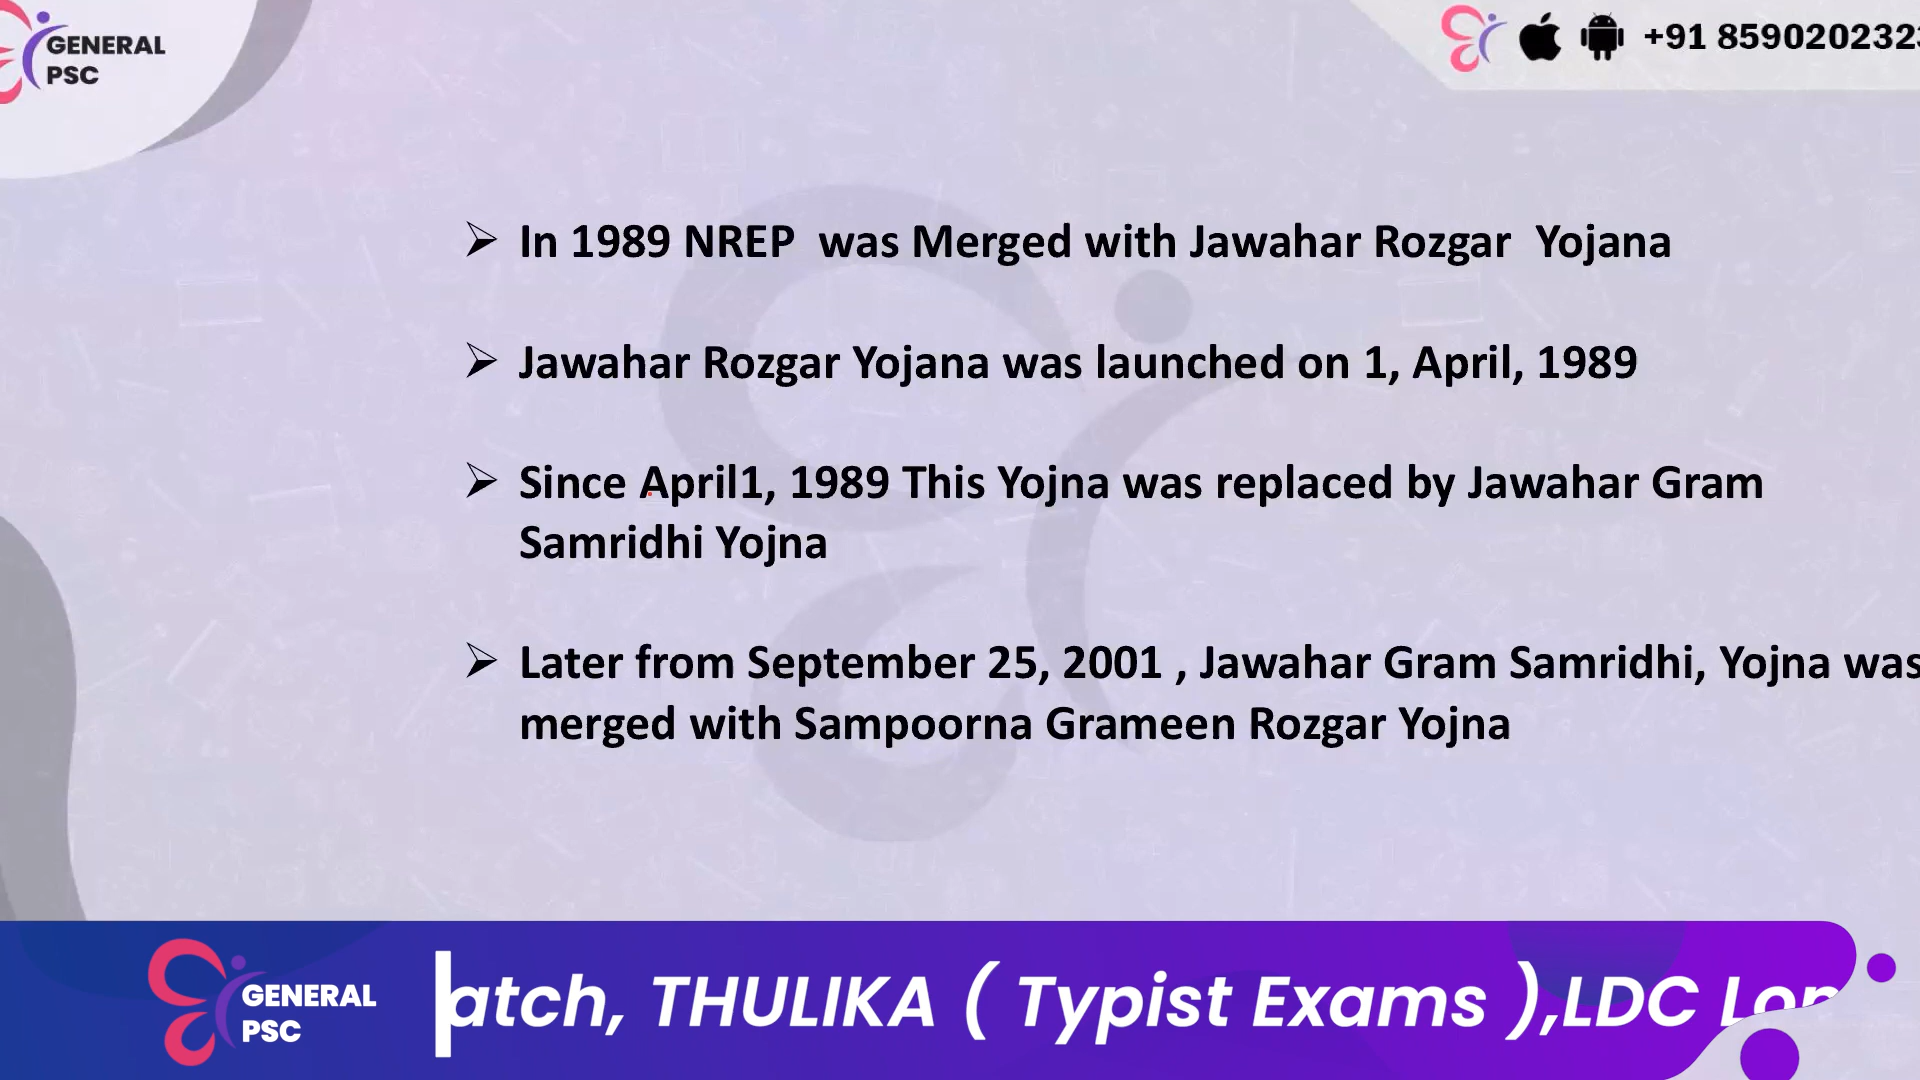 GENERAL
PSC
+91 859020232
➢ In 1989 NREP was Merged with Jawahar Rozgar Yojana
➢ Jawahar Rozgar Yojana was launched on 1, April, 1989
➢ Since April1, 1989 This Yojna was replaced by Jawahar Gram
Samridhi Yojna
➢ Later from September 25, 2001 , Jawahar Gram Samridhi, Yojna was
merged with Sampoorna Grameen Rozgar Yojna
GENERAL
PSC
atch, THULIKA ( Typist Exams ),LDC Lon